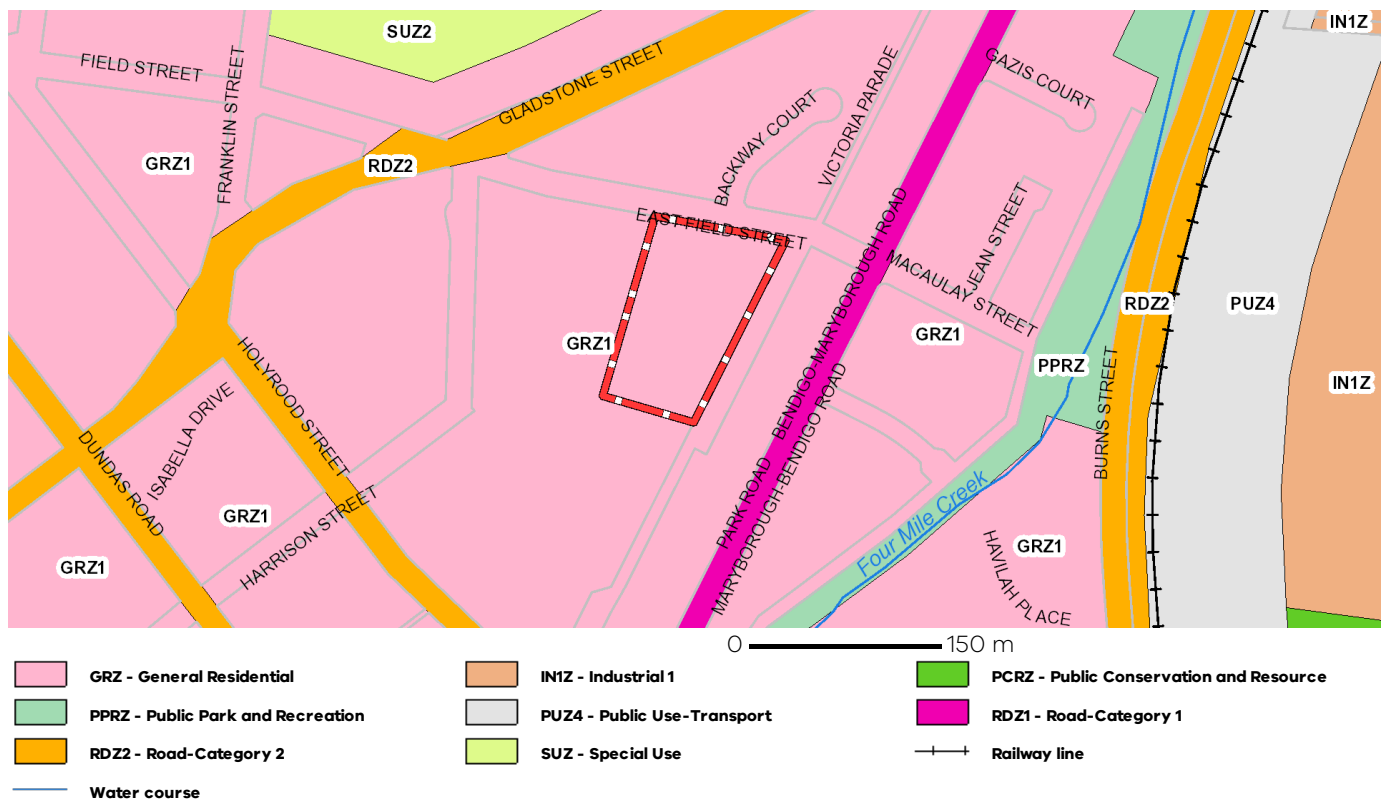 SUZ2
IN1Z
FIELD STREET
FRANKLIN STREET
GLADSTONE STREET
GAZIS COURT
VICTORIA PARADE
BACKWAY COURT
GRZ1
RDZ2
EAST FIELD STREET
JEAN STREET
MACAULAY STREET
BENDIGO-MARYBOROUGH ROAD
RDZ2
PUZ4
GRZ1
GRZ1
PPRZ
IN1Z
HOLYROOD STREET
ISABELLA DRIVE
DUNDAS ROAD
BURNS STREET
PARK ROAD
MARYBOROUGH-BENDIGO ROAD
GRZ1
HARRISON STREET
Four Mile Creek
GRZ1
GRZ1
HAVILAH PLACE
0 150 m
GRZ - General Residential
IN1Z - Industrial 1
PCRZ - Public Conservation and Resource
PPRZ - Public Park and Recreation
PUZ4 - Public Use-Transport
RDZ1 - Road-Category 1
RDZ2 - Road-Category 2
SUZ - Special Use
Railway line
Water course